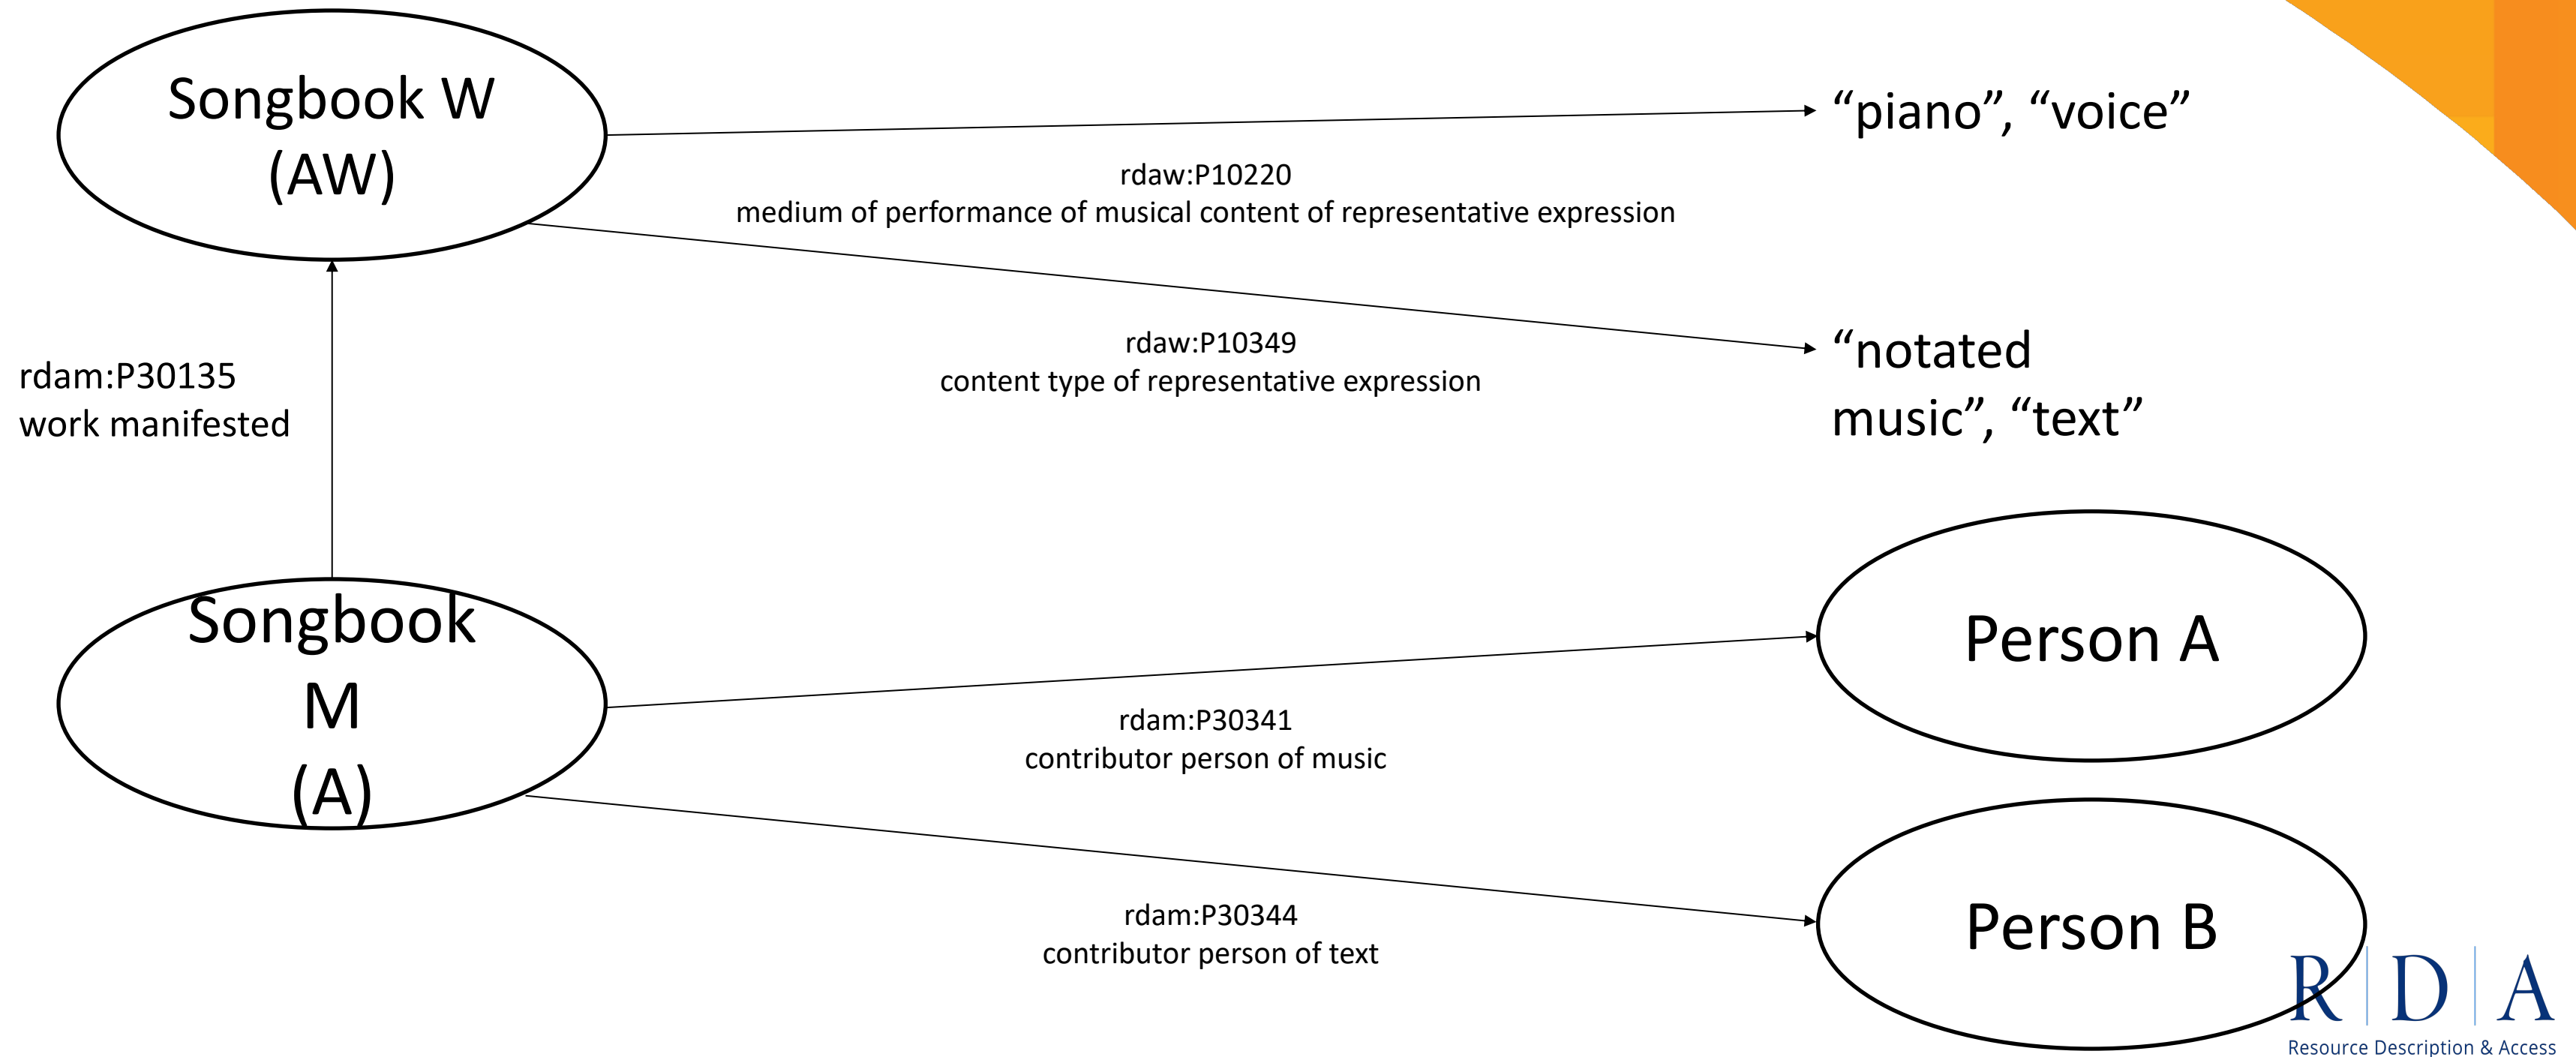 Songbook W
(AW)
“piano”, “voice”
rdaw:P10220
medium of performance of musical content of representative expression
rdaw:P10349
content type of representative expression
“notated
music”, “text”
rdam:P30135
work manifested
Songbook
M
(A)
Person A
rdam:P30341
contributor person of music
rdam:P30344
contributor person of text
Person B
R D A
Resource Description & Access